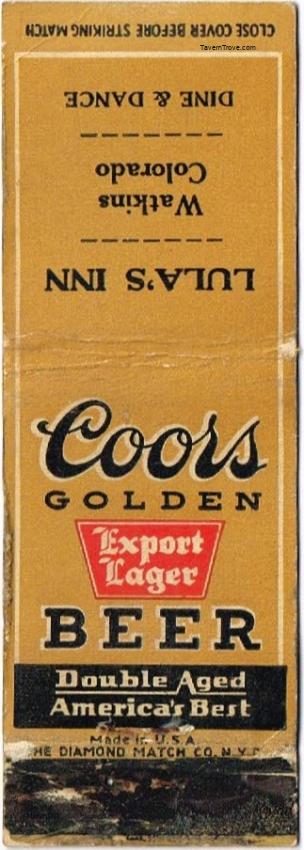 CLOSE COVER BEFORE STRIKING MATCH
TavernTrove.com
LULA'S INN
Watkins
Colorado
DINE & DANCE
Coors
GOLDEN
Export
Lager
BEER
Double Aged
America's Best
Made in U.S.A.
HE DIAMOND MATCH CO. N.Y.C.